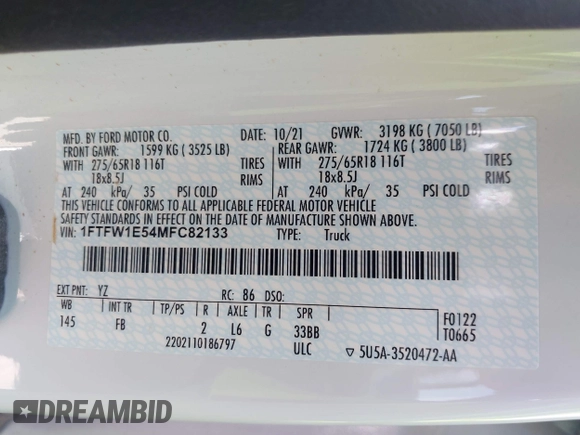 MFD. BY FORD MOTOR CO. DATE: 10/21 GVWR: 3198 KG ( 7050 LB)
FRONT GAWR: 1599 KG ( 3525 LB) REAR GAWR: 1724 KG ( 3800 LB)
WITH 275/65R18 116T TIRES WITH 275/65R18 116T TIRES
18x8.5J RIMS 18x8.5J RIMS
AT 240 kPa/ 35 PSI COLD AT 240 kPa/ 35 PSI COLD
THIS VEHICLE CONFORMS TO ALL APPLICABLE FEDERAL MOTOR VEHICLE
SAFETY STANDARDS IN EFFECT ON THE DATE OF MANUFACTURE SHOWN ABOVE.
VIN: 1FTFW1E54MFC82133 TYPE: Truck
EXT PNT: YZ RC: 86 DSO:
WB INT TR TP/PS R AXLE TR SPR
145 FB 2 L6 G 33BB
F0122
T0665
2202110186797 ULC ▽ 5U5A-3520472-AA
DREAMBID